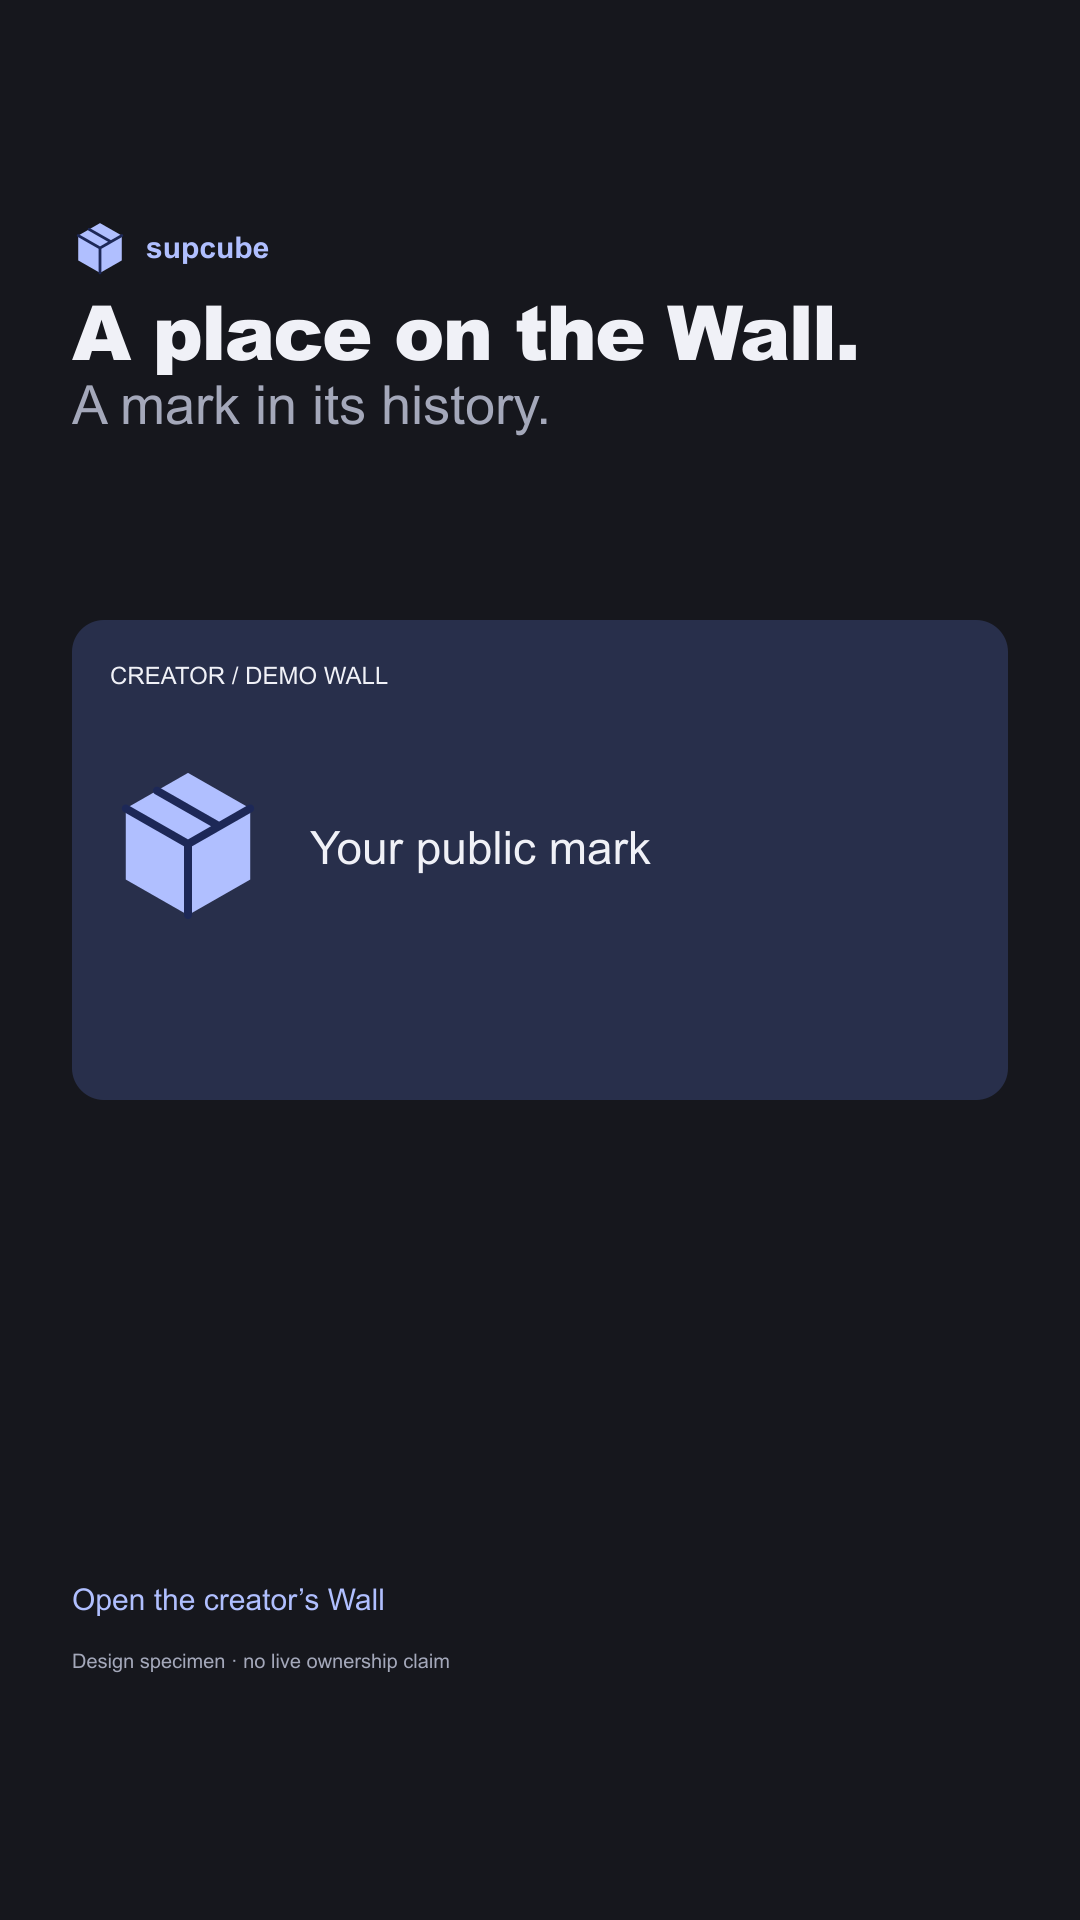 supcube
A place on the Wall.
A mark in its history.
CREATOR / DEMO WALL
Your public mark
Open the creator’s Wall
Design specimen · no live ownership claim